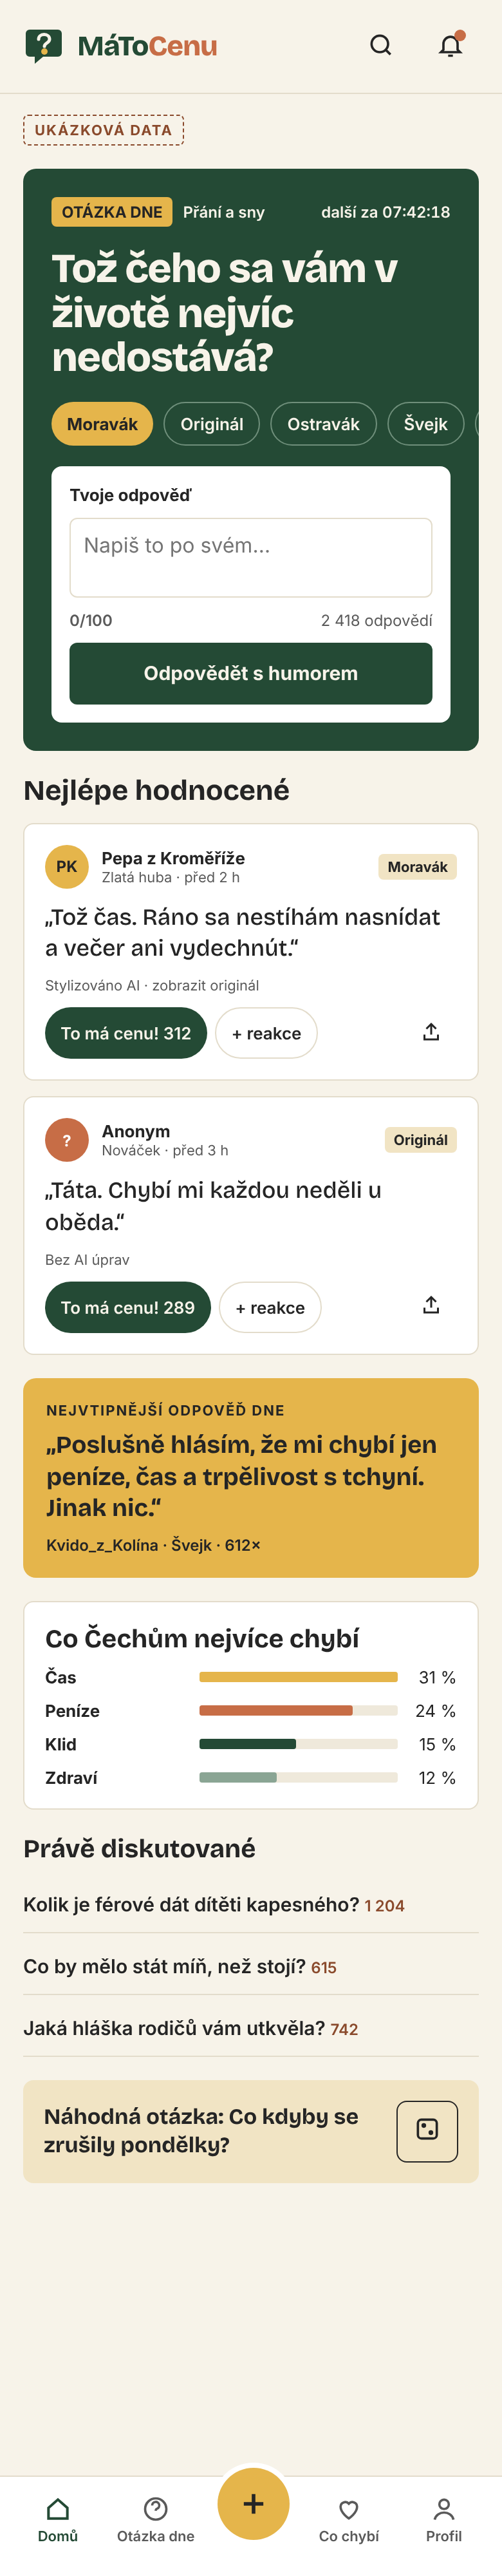 MáToCenu
UKÁZKOVÁ DATA
OTÁZKA DNE Přání a sny další za 07:42:18
Tož čeho sa vám v
životě nejvíc
nedostává?
Moravák Originál Ostravák Švejk
Tvoje odpověď
Napiš to po svém...
0/100 2 418 odpovědí
Odpovědět s humorem
Nejlépe hodnocené
PK Pepa z Kroměříže Moravák
Zlatá huba · před 2 h
„Tož čas. Ráno sa nestíhám nasnídat
a večer ani vydechnút.“
Stylizováno AI · zobrazit originál
To má cenu! 312 + reakce
? Anonym Originál
Nováček · před 3 h
„Táta. Chybí mi každou neděli u
oběda.“
Bez AI úprav
To má cenu! 289 + reakce
NEJVTIPNĚJŠÍ ODPOVĚĎ DNE
„Poslušně hlásím, že mi chybí jen
peníze, čas a trpělivost s tchyní.
Jinak nic.“
Kvido_z_Kolína · Švejk · 612×
Co Čechům nejvíce chybí
Čas 31 %
Peníze 24 %
Klid 15 %
Zdraví 12 %
Právě diskutované
Kolik je férové dát dítěti kapesného? 1 204
Co by mělo stát míň, než stojí? 615
Jaká hláška rodičů vám utkvěla? 742
Náhodná otázka: Co kdyby se
zrušily pondělky?
+
Domů Otázka dne Co chybí Profil